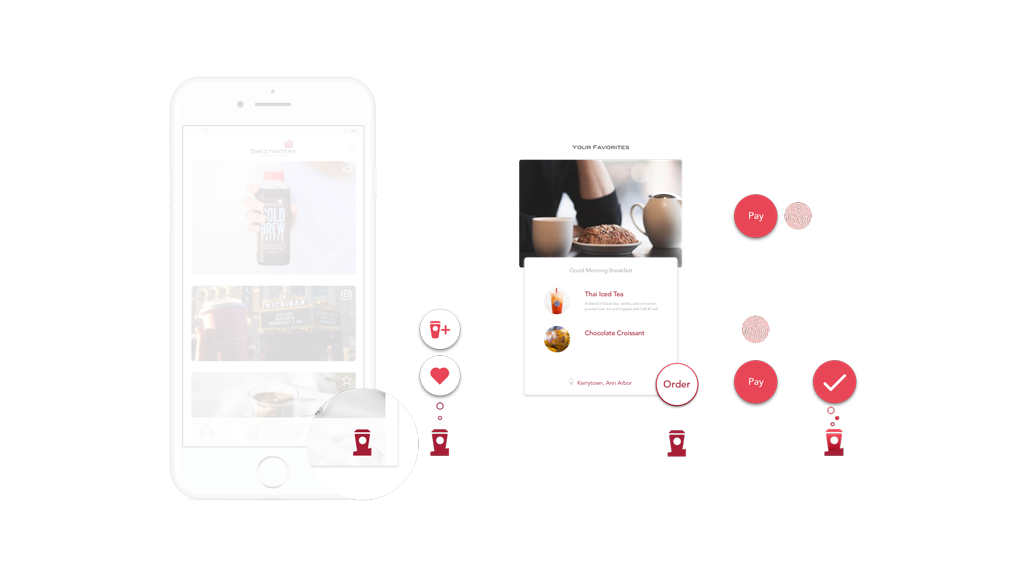 Sweetwaters
COLD
BREW
COFFEE
MICHIGAN
Your Favorites
Good Morning Breakfast
Thai Iced Tea
A blend of black tea, vanilla, and cinnamon
poured over ice and topped with half & half
Chocolate Croissant
Kerrytown, Ann Arbor
Order
Pay
Pay